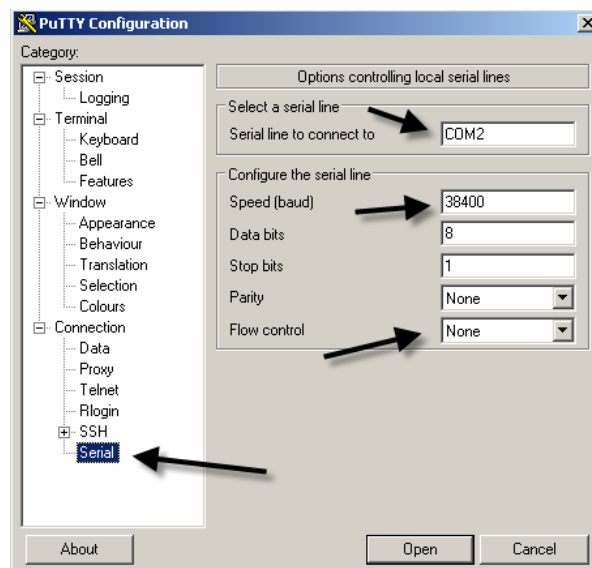 PuTTY Configuration
Category:
Session
Logging
Terminal
Keyboard
Bell
Features
Window
Appearance
Behaviour
Translation
Selection
Colours
Connection
Data
Proxy
Telnet
Rlogin
SSH
Serial
Options controlling local serial lines
Select a serial line
Serial line to connect to COM2
Configure the serial line
Speed (baud) 38400
Data bits 8
Stop bits 1
Parity None
Flow control None
About Open Cancel